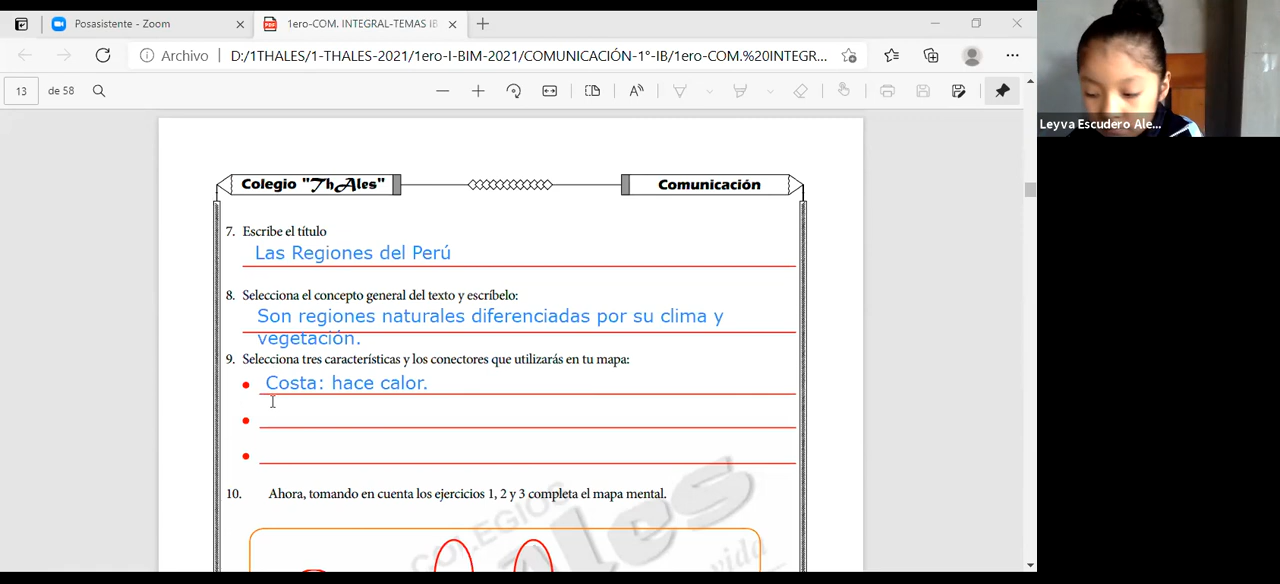 Posasistente - Zoom
1ero-COM. INTEGRAL-TEMAS IB
Archivo
D:/1THALES/1-THALES-2021/1ero-I-BIM-2021/COMUNICACIÓN-1°-IB/1ero-COM.%20INTEGR...
13 de 58
Leyva Escudero Ale...
Colegio "ThAles"
Comunicación
7. Escribe el título
Las Regiones del Perú
8. Selecciona el concepto general del texto y escríbelo:
Son regiones naturales diferenciadas por su clima y
vegetación.
9. Selecciona tres características y los conectores que utilizarás en tu mapa:
Costa: hace calor.
10. Ahora, tomando en cuenta los ejercicios 1, 2 y 3 completa el mapa mental.
COLEGIOS
ales
vida